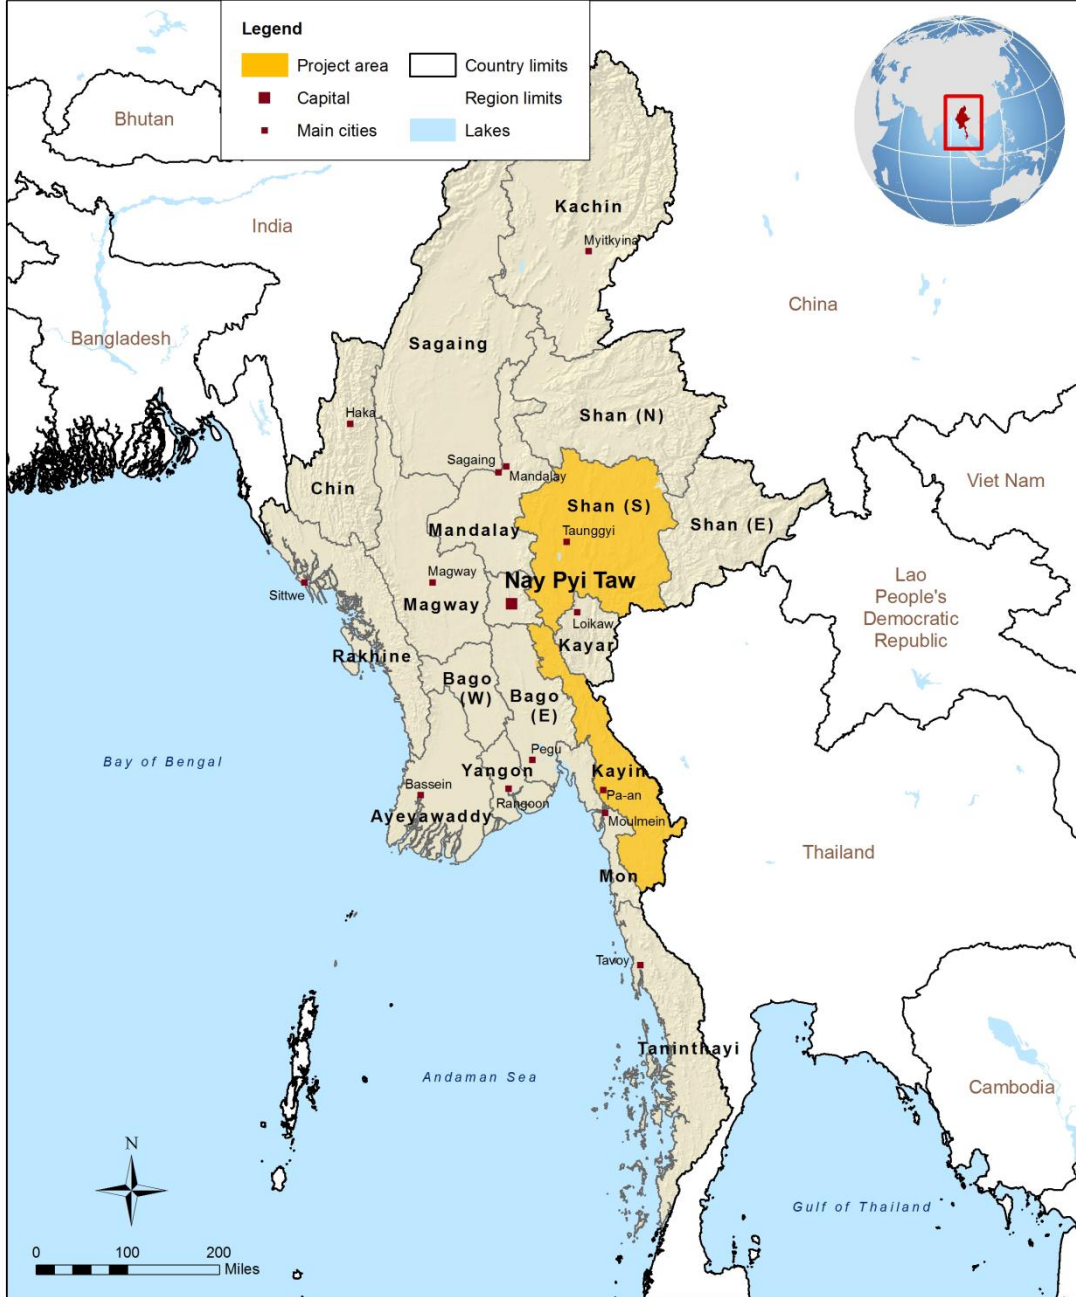 Legend
Project area
Country limits
Capital
Region limits
Main cities
Lakes
Bhutan
India
Bangladesh
China
Viet Nam
Lao
People's
Democratic
Republic
Thailand
Cambodia
Kachin
Myitkyina
Sagaing
Shan (N)
Haka
Sagaing
Mandalay
Chin
Shan (S)
Shan (E)
Mandalay
Taunggyi
Magway
Nay Pyi Taw
Sittwe
Magway
Loikaw
Kayar
Rakhine
Bago
(W)
Bago
(E)
Pegu
Bay of Bengal
Yangon
Kayin
Bassein
Rangoon
Pa-an
Ayeyawaddy
Moulmein
Mon
Tavoy
Taninthayi
Andaman Sea
Gulf of Thailand
N
0 100 200
Miles